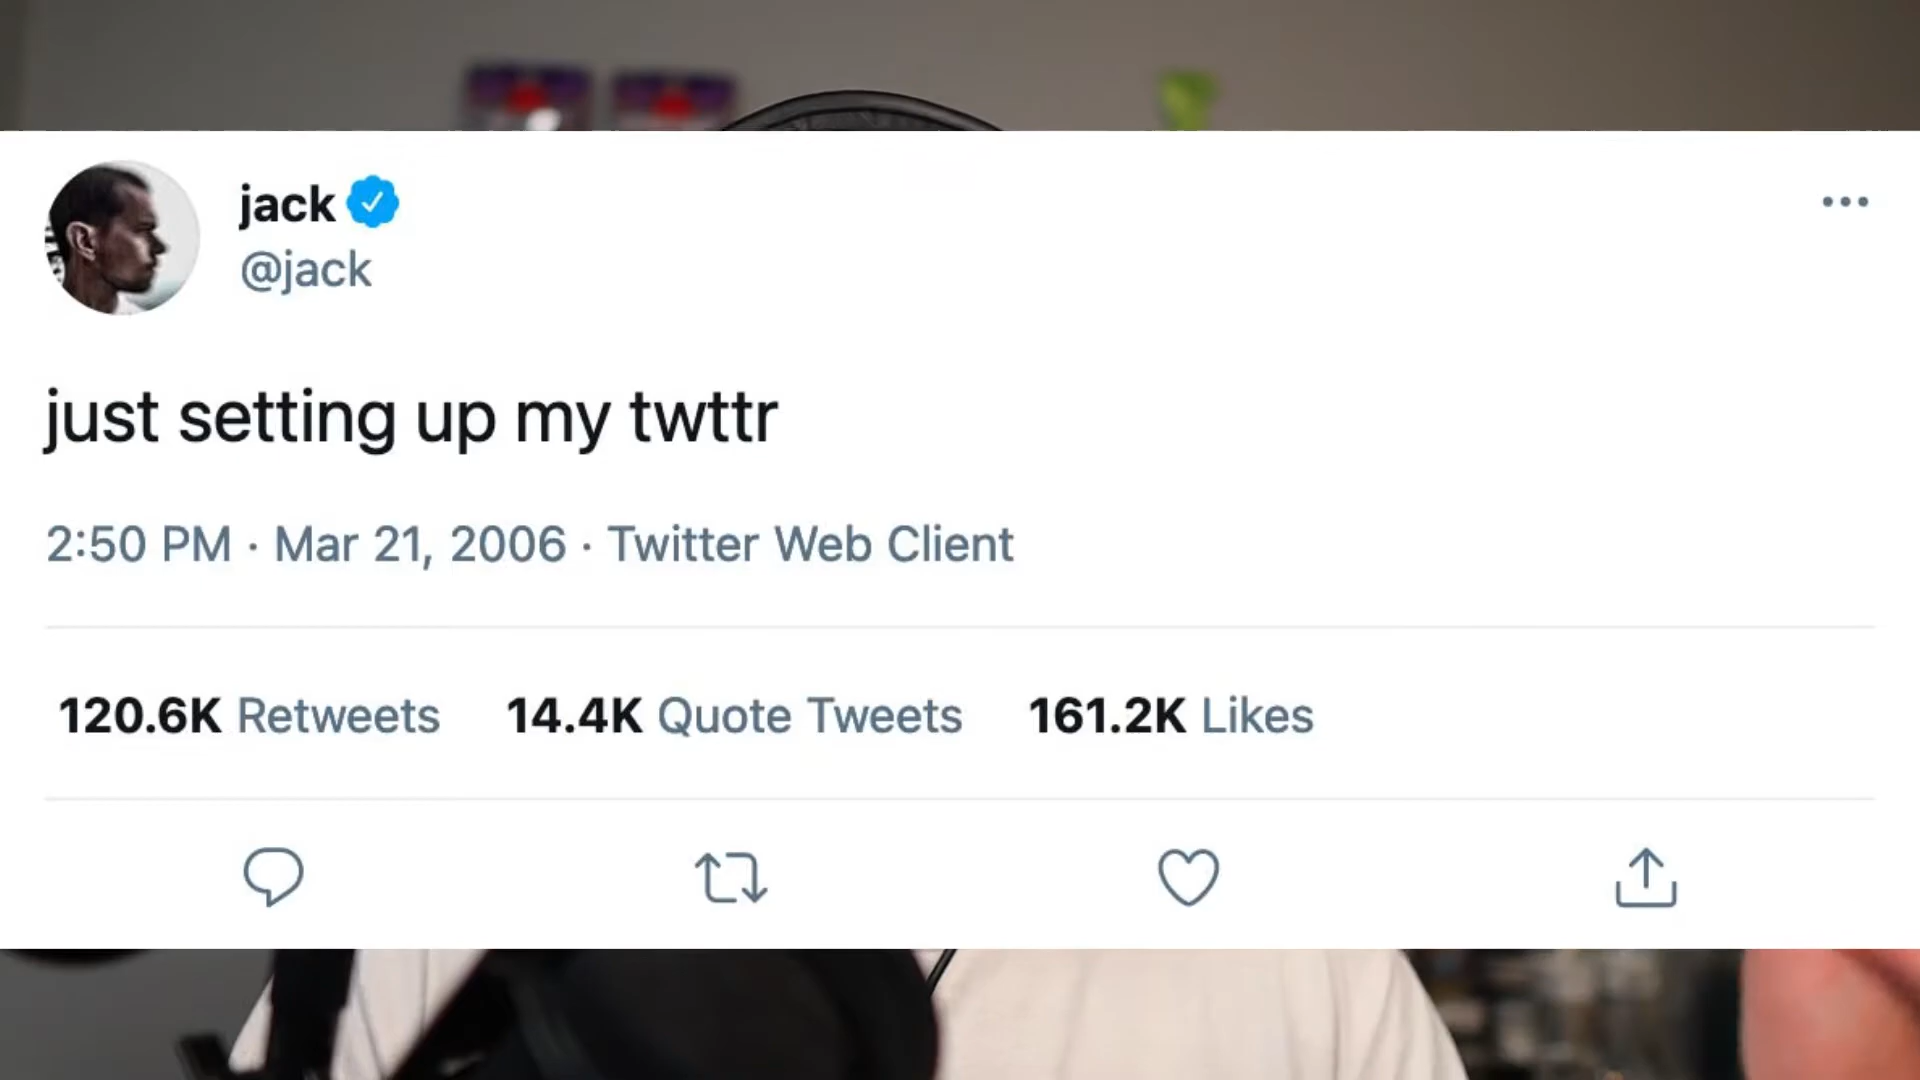 jack
@jack
just setting up my twttr
2:50 PM · Mar 21, 2006 · Twitter Web Client
120.6K Retweets 14.4K Quote Tweets 161.2K Likes